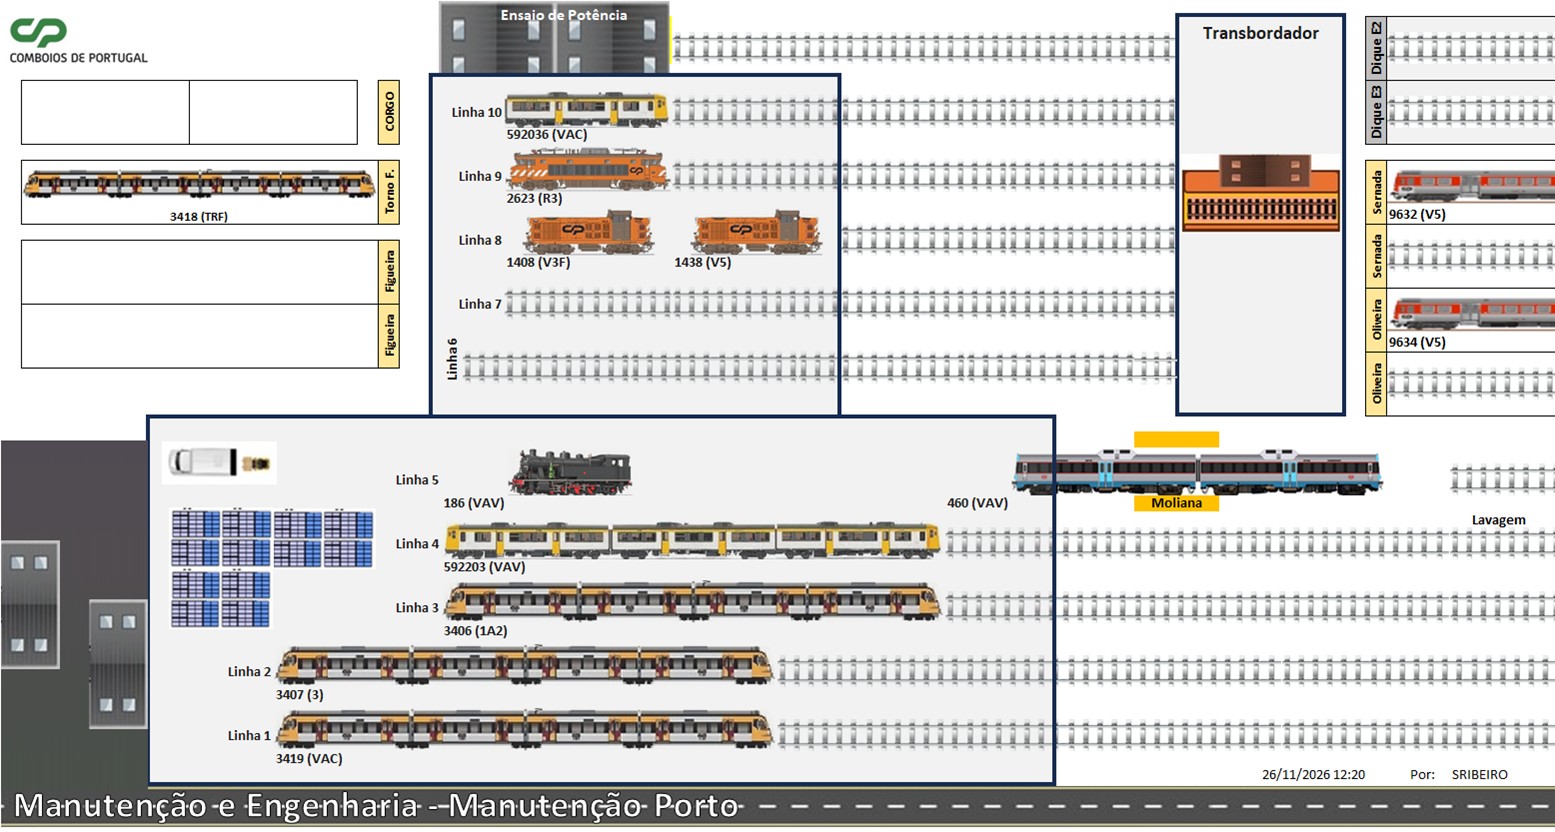 COMBOIOS DE PORTUGAL
Ensaio de Potência
Transbordador
Dique E2
Dique E3
CORGO
Linha 10
592036 (VAC)
3418 (TRF)
Torno F.
Linha 9
2623 (R3)
Sernada
9632 (V5)
Linha 8
1408 (V3F)
1438 (V5)
Sernada
Figueira
Linha 7
Oliveira
9634 (V5)
Figueira
Linha 6
Oliveira
Linha 5
186 (VAV)
460 (VAV)
Moliana
Lavagem
Linha 4
592203 (VAV)
Linha 3
3406 (1A2)
Linha 2
3407 (3)
Linha 1
3419 (VAC)
26/11/2026 12:20 Por: SRIBEIRO
Manutenção e Engenharia - Manutenção Porto